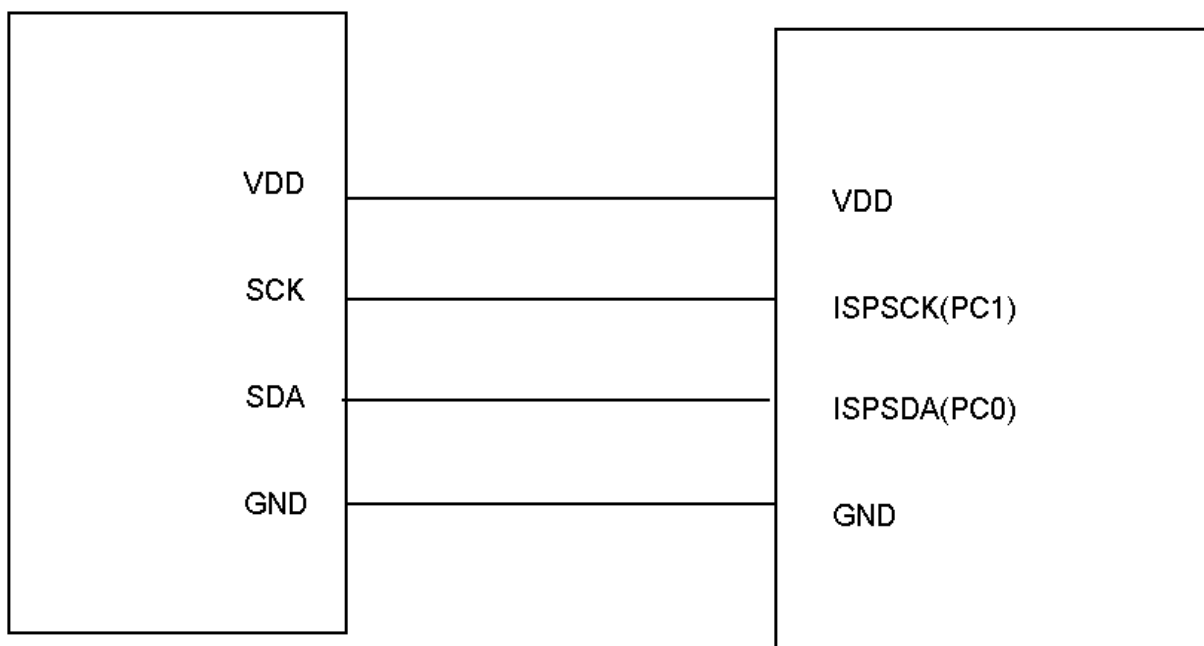 VDD
SCK
SDA
GND
VDD
ISPSCK(PC1)
ISPSDA(PC0)
GND